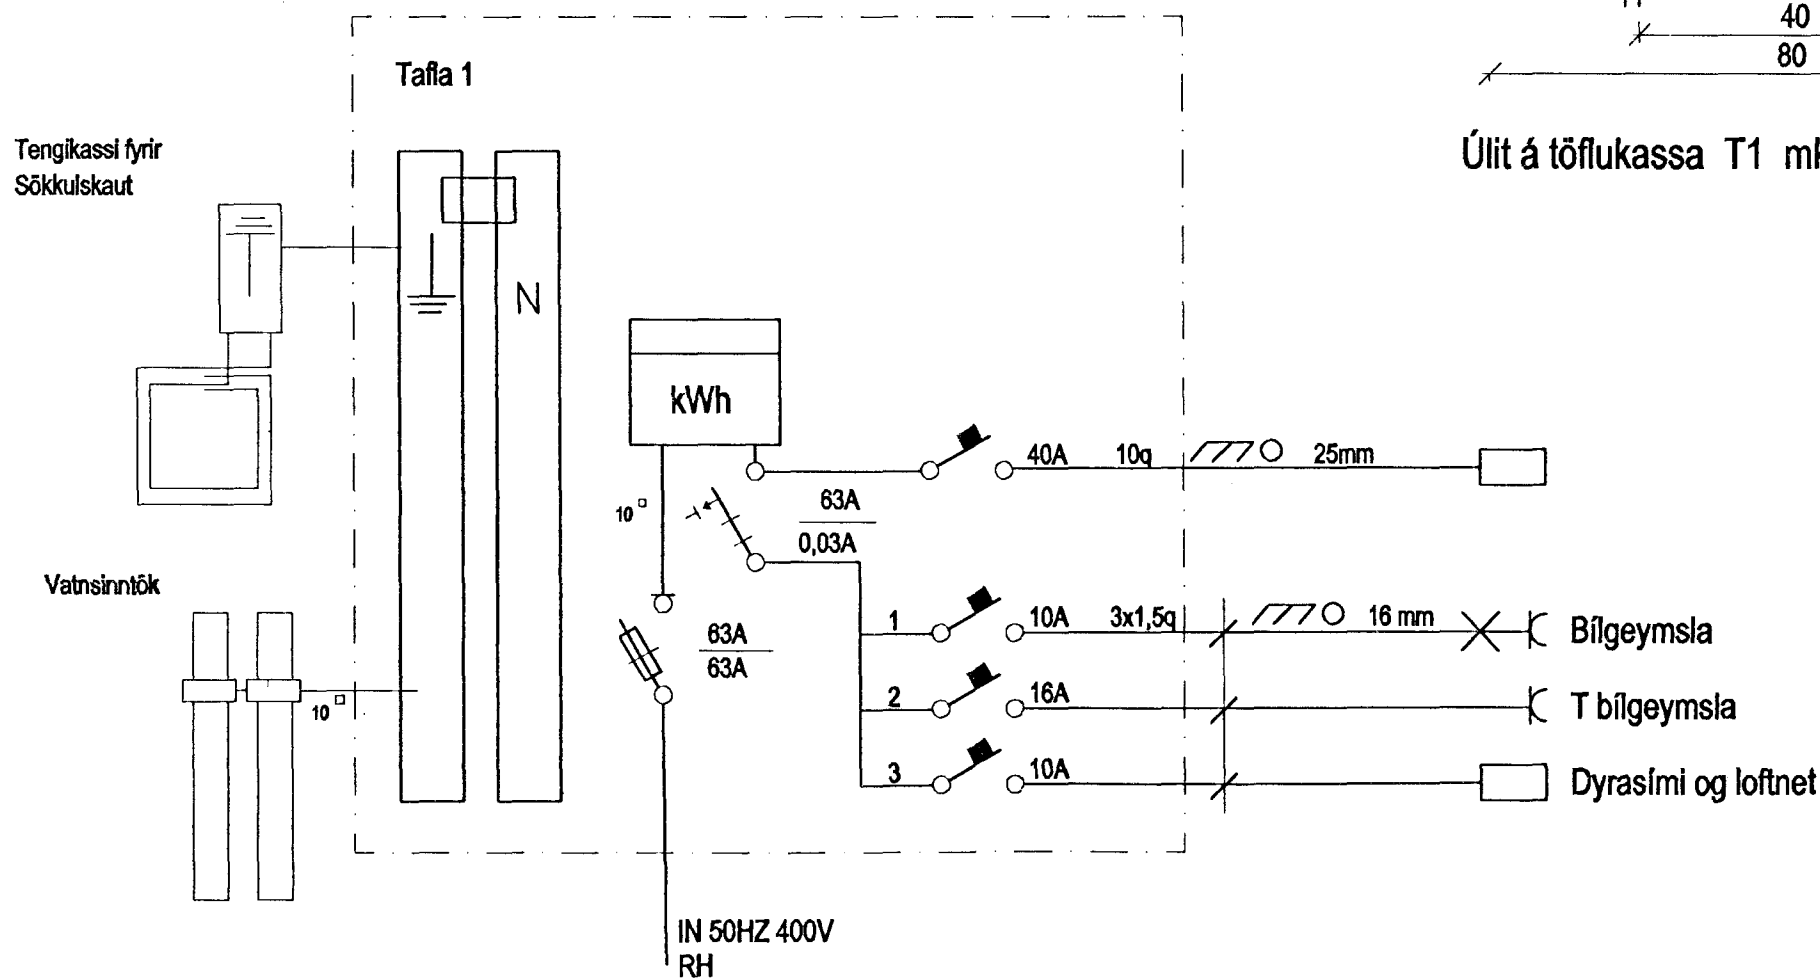 40
80
Tafla 1
Tengikassi fyrir
Sökkulskaut
Úlit á töflukassa T1
N
kWh
40A 10q 25mm
10
63A
0,03A
Vatnsinntök
63A
63A
1 10A 3x1,5q 16 mm Bílgeymsla
2 16A T bílgeymsla
10
3 10A Dyrasími og loftnet
IN 50HZ 400V
RH